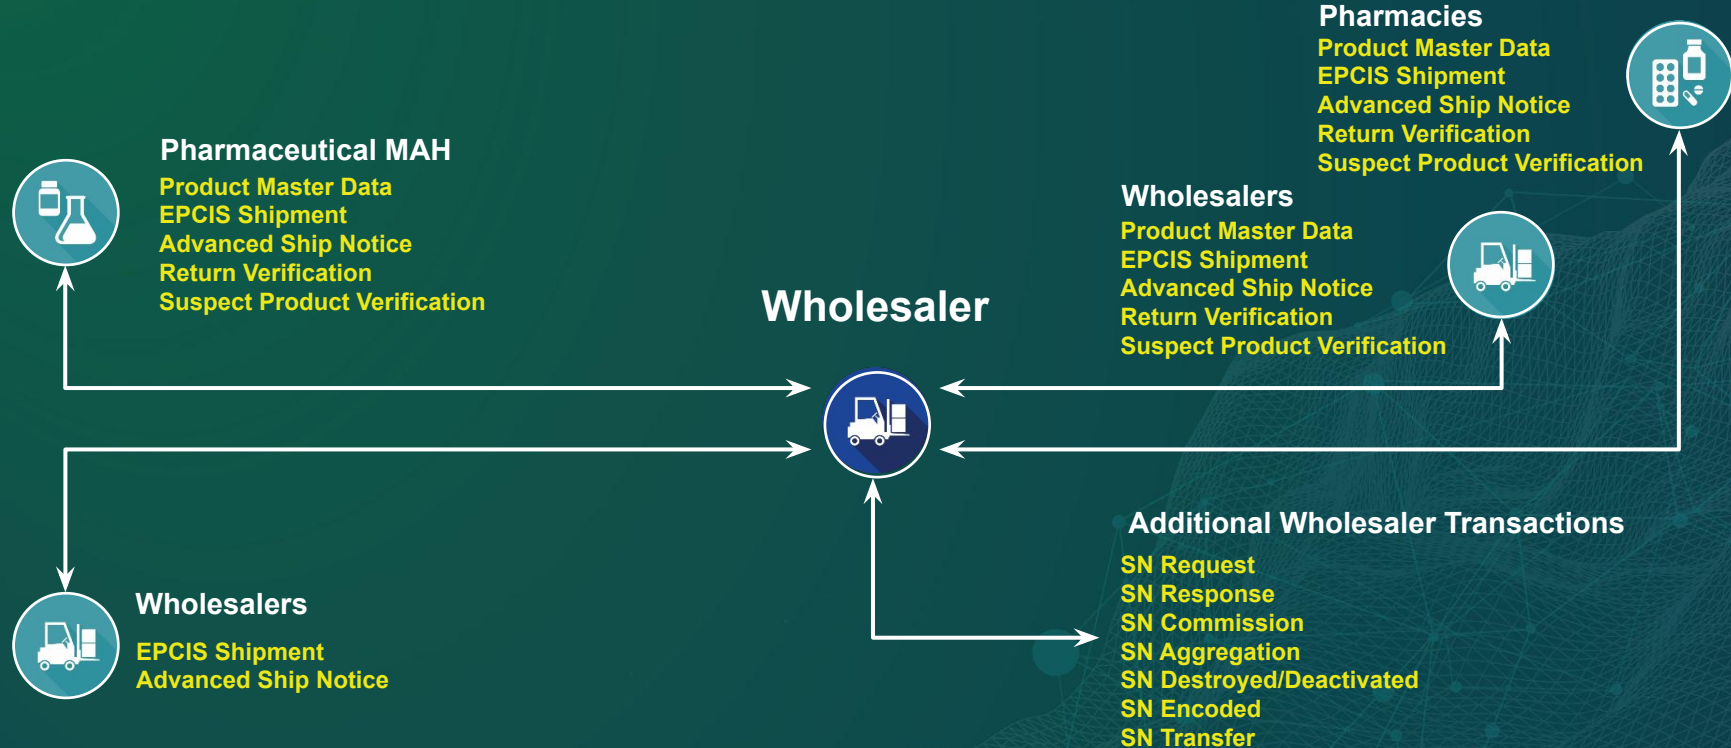 Pharmaceutical MAH
Product Master Data
EPCIS Shipment
Advanced Ship Notice
Return Verification
Suspect Product Verification
Wholesalers
EPCIS Shipment
Advanced Ship Notice
Wholesaler
Pharmacies
Product Master Data
EPCIS Shipment
Advanced Ship Notice
Return Verification
Suspect Product Verification
Wholesalers
Product Master Data
EPCIS Shipment
Advanced Ship Notice
Return Verification
Suspect Product Verification
Additional Wholesaler Transactions
SN Request
SN Response
SN Commission
SN Aggregation
SN Destroyed/Deactivated
SN Encoded
SN Transfer